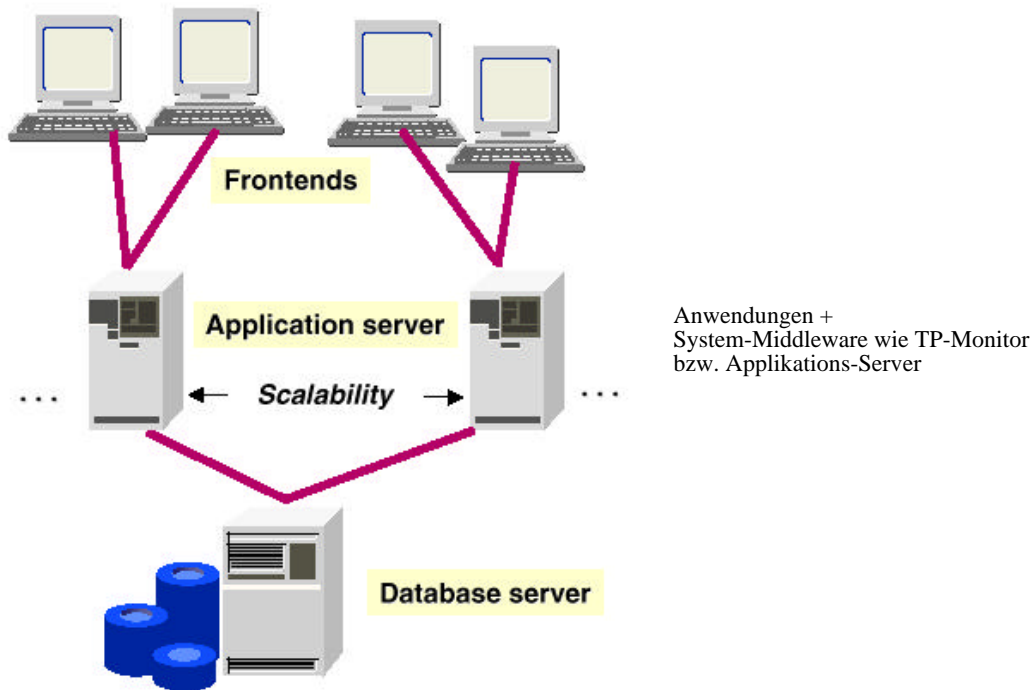 Frontends
Application server
Anwendungen +
System-Middleware wie TP-Monitor
bzw. Applikations-Server
... Scalability ...
Database server